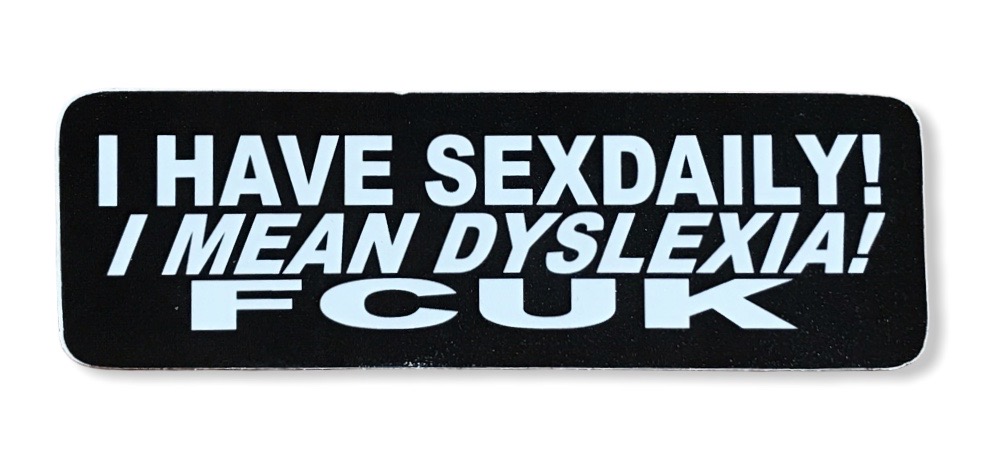 I HAVE SEXDAILY!
I MEAN DYSLEXIA!
FCUK